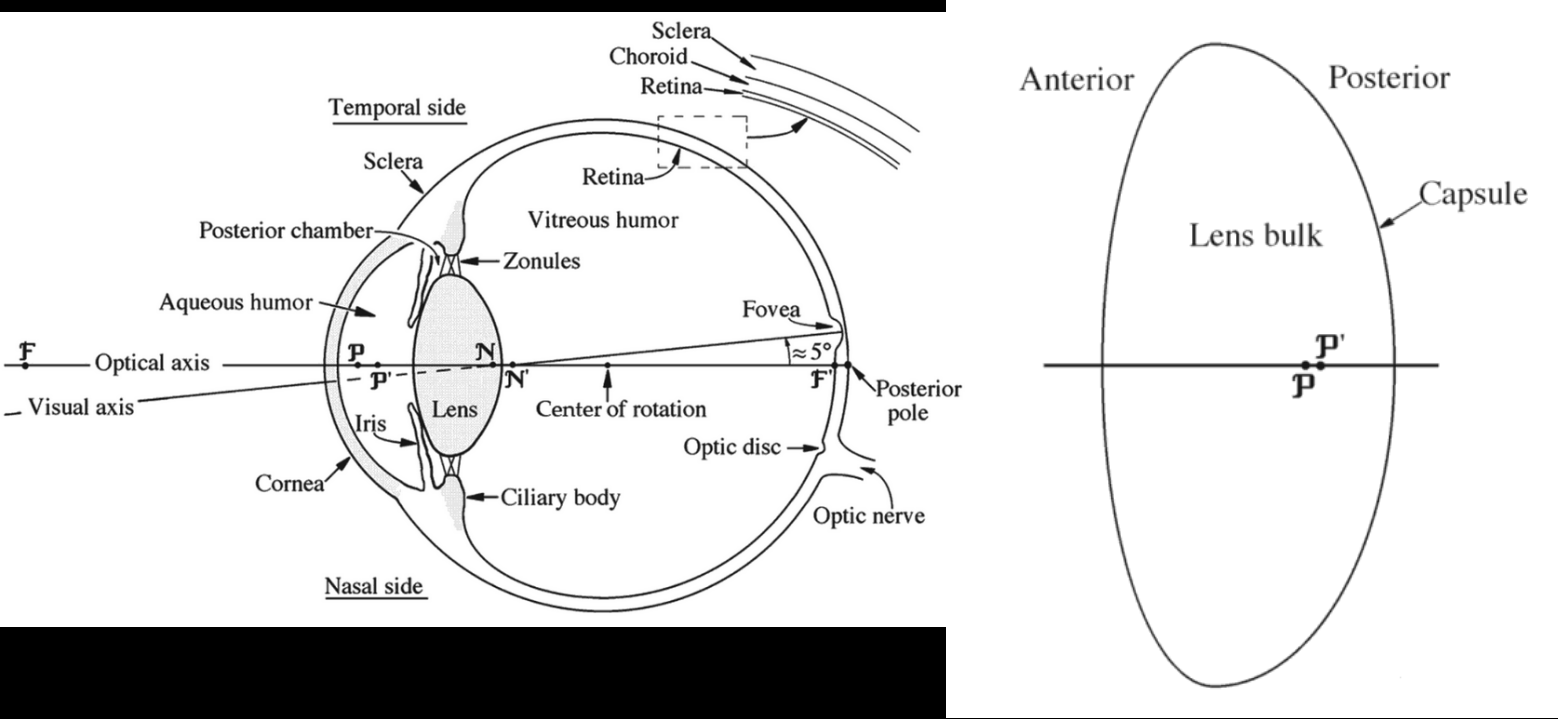 Sclera
Choroid
Retina
Temporal side
Sclera
Retina
Posterior chamber
Vitreous humor
Zonules
Aqueous humor
Fovea
F
Optical axis
P
P'
N
N'
≈5°
F'
Posterior
pole
Visual axis
Lens
Center of rotation
Iris
Optic disc
Cornea
Ciliary body
Optic nerve
Nasal side
Anterior
Posterior
Capsule
Lens bulk
P'
P